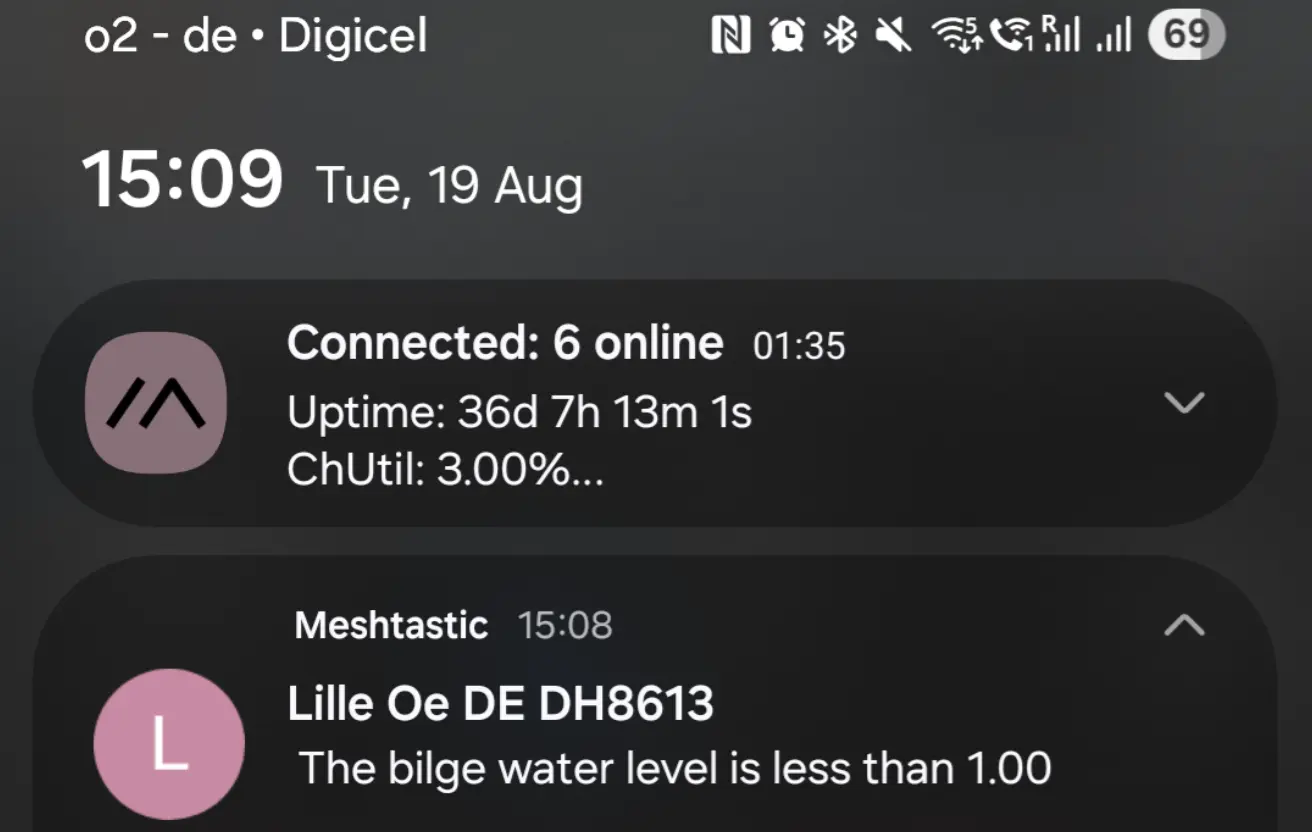 o2 - de • Digicel
5 1 R 69
15:09 Tue, 19 Aug
Connected: 6 online 01:35
Uptime: 36d 7h 13m 1s
ChUtil: 3.00%...
Meshtastic 15:08
L
Lille Oe DE DH8613
The bilge water level is less than 1.00